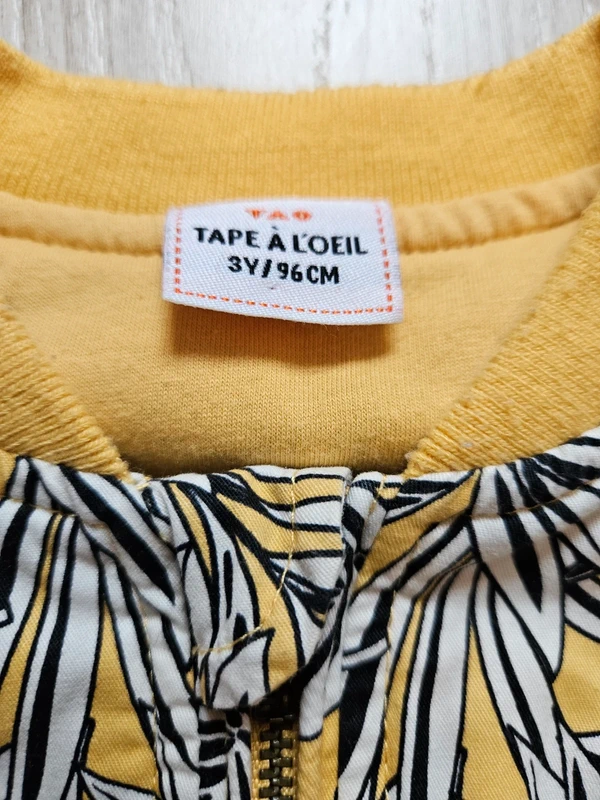 TAO
TAPE À L'OEIL
3Y/96CM